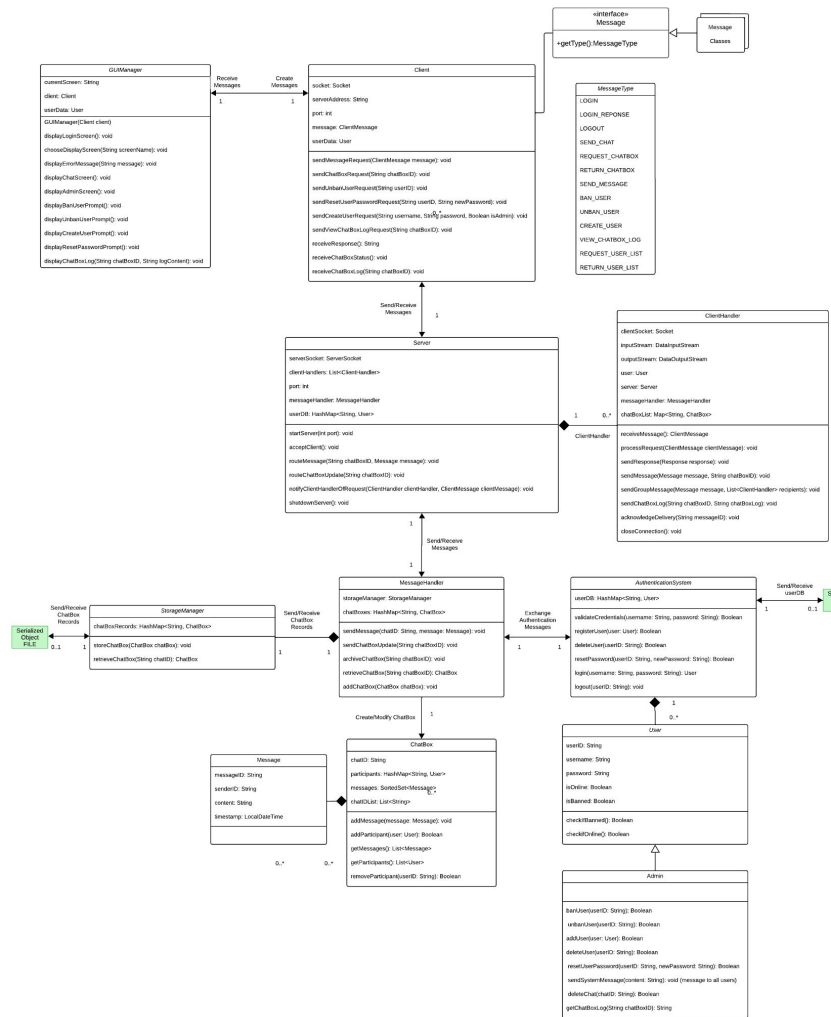 «interface»
Message
+getType():MessageType
Message
Classes
GUIManager
currentScreen: String
client: Client
userData: User
GUIManager(Client client)
displayLoginScreen(): void
chooseDisplayScreen(String screenName): void
displayErrorMessage(String message): void
displayChatScreen(): void
displayAdminScreen(): void
displayBanUserPrompt(): void
displayUnbanUserPrompt(): void
displayCreateUserPrompt(): void
displayResetPasswordPrompt(): void
displayChatBoxLog(String chatBoxID, String logContent): void
Receive
Messages
1
Create
Messages
1
Client
socket: Socket
serverAddress: String
port: int
message: ClientMessage
userData: User
sendMessageRequest(ClientMessage message): void
sendChatBoxRequest(String chatBoxID): void
sendUnbanUserRequest(String userID): void
sendResetUserPasswordRequest(String userID, String newPassword): void
0..*
sendCreateUserRequest(String username, String password, Boolean isAdmin): void
sendViewChatBoxLogRequest(String chatBoxID): void
receiveResponse(): String
receiveChatBoxStatus(): void
receiveChatBoxLog(String chatBoxID): void
MessageType
LOGIN
LOGIN_REPONSE
LOGOUT
SEND_CHAT
REQUEST_CHATBOX
RETURN_CHATBOX
SEND_MESSAGE
BAN_USER
UNBAN_USER
CREATE_USER
VIEW_CHATBOX_LOG
REQUEST_USER_LIST
RETURN_USER_LIST
Send/Receive
Messages
1
Server
serverSocket: ServerSocket
clientHandlers: List<ClientHandler>
port: int
messageHandler: MessageHandler
userDB: HashMap<String, User>
startServer(int port): void
acceptClient(): void
routeMessage(String chatBoxID, Message message): void
routeChatBoxUpdate(String chatBoxID): void
notifyClientHandlerOfRequest(ClientHandler clientHandler, ClientMessage clientMessage): void
shutdownServer(): void
1
0..*
ClientHandler
ClientHandler
clientSocket: Socket
inputStream: DataInputStream
outputStream: DataOutputStream
user: User
server: Server
messageHandler: MessageHandler
chatBoxList: Map<String, ChatBox>
receiveMessage(): ClientMessage
processRequest(ClientMessage clientMessage): void
sendResponse(Response response): void
sendMessage(Message message, String chatBoxID): void
sendGroupMessage(Message message, List<ClientHandler> recipients): void
sendChatBoxLog(String chatBoxID, String chatBoxLog): void
acknowledgeDelivery(String messageID): void
closeConnection(): void
1
Send/Receive
Messages
1
Serialized
Object
FILE
Send/Receive
ChatBox
Records
0..1
1
StorageManager
chatBoxRecords: HashMap<String, ChatBox>
storeChatBox(ChatBox chatBox): void
retrieveChatBox(String chatID): ChatBox
Send/Receive
ChatBox
Records
1
1
MessageHandler
storageManager: StorageManager
chatBoxes: HashMap<String, ChatBox>
sendMessage(chatID: String, message: Message): void
sendChatBoxUpdate(String chatBoxID): void
archiveChatBox(String chatBoxID): void
retrieveChatBox(String chatBoxID): ChatBox
addChatBox(ChatBox chatBox): void
Exchange
Authentication
Messages
1
1
AuthenticationSystem
userDB: HashMap<String, User>
validateCredentials(username: String, password: String): Boolean
registerUser(user: User): Boolean
deleteUser(userID: String): Boolean
resetPassword(userID: String, newPassword: String): Boolean
login(username: String, password: String): User
logout(userID: String): void
Send/Receive
userDB
1
0..1
S
Create/Modify ChatBox
1
ChatBox
chatID: String
participants: HashMap<String, User>
messages: SortedSet<Message>
0..*
chatIDList: List<String>
addMessage(message: Message): void
addParticipant(user: User): Boolean
getMessages(): List<Message>
getParticipants(): List<User>
removeParticipant(userID: String): Boolean
Message
messageID: String
senderID: String
content: String
timestamp: LocalDateTime
0..*
0..*
1
0..*
User
userID: String
username: String
password: String
isOnline: Boolean
isBanned: Boolean
checkifBanned(): Boolean
checkifOnline(): Boolean
Admin
banUser(userID: String): Boolean
unbanUser(userID: String): Boolean
addUser(user: User): Boolean
deleteUser(userID: String): Boolean
resetUserPassword(userID: String, newPassword: String): Boolean
sendSystemMessage(content: String): void (message to all users)
deleteChat(chatID: String): Boolean
getChatBoxLog(String chatBoxID): String